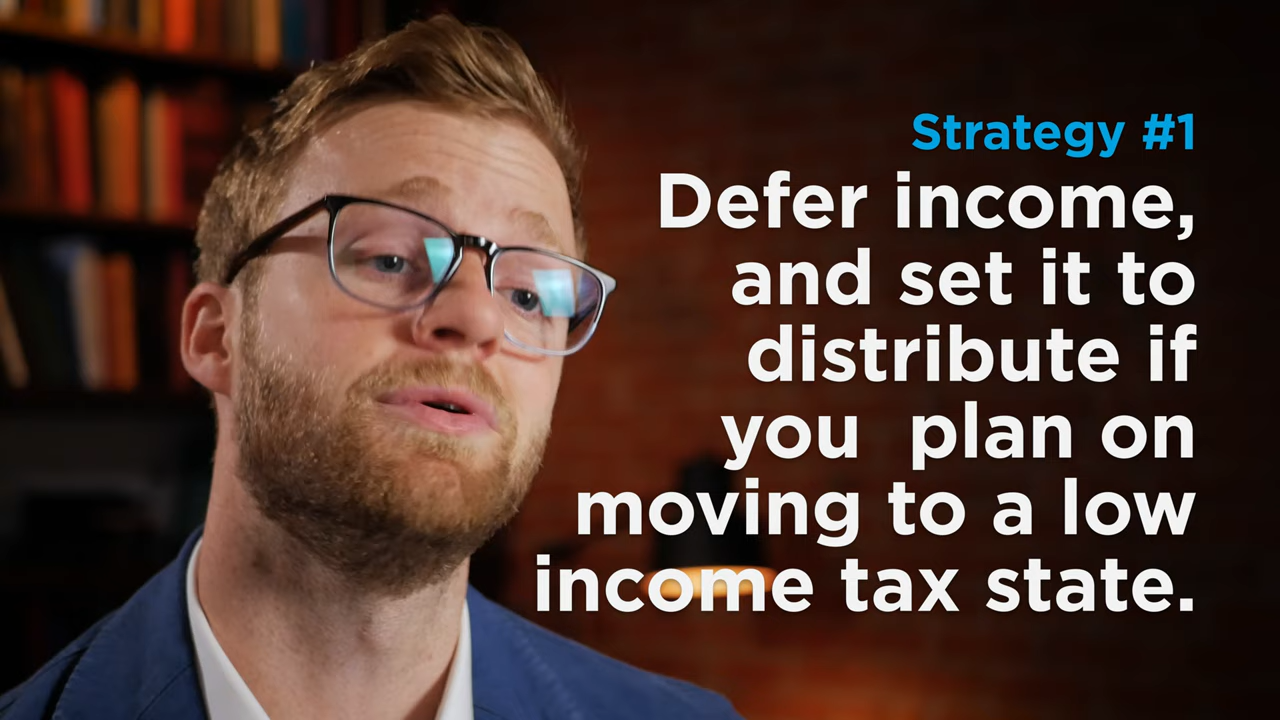 Strategy #1
Defer income,
and set it to
distribute if
you  plan on
moving to a low
income tax state.